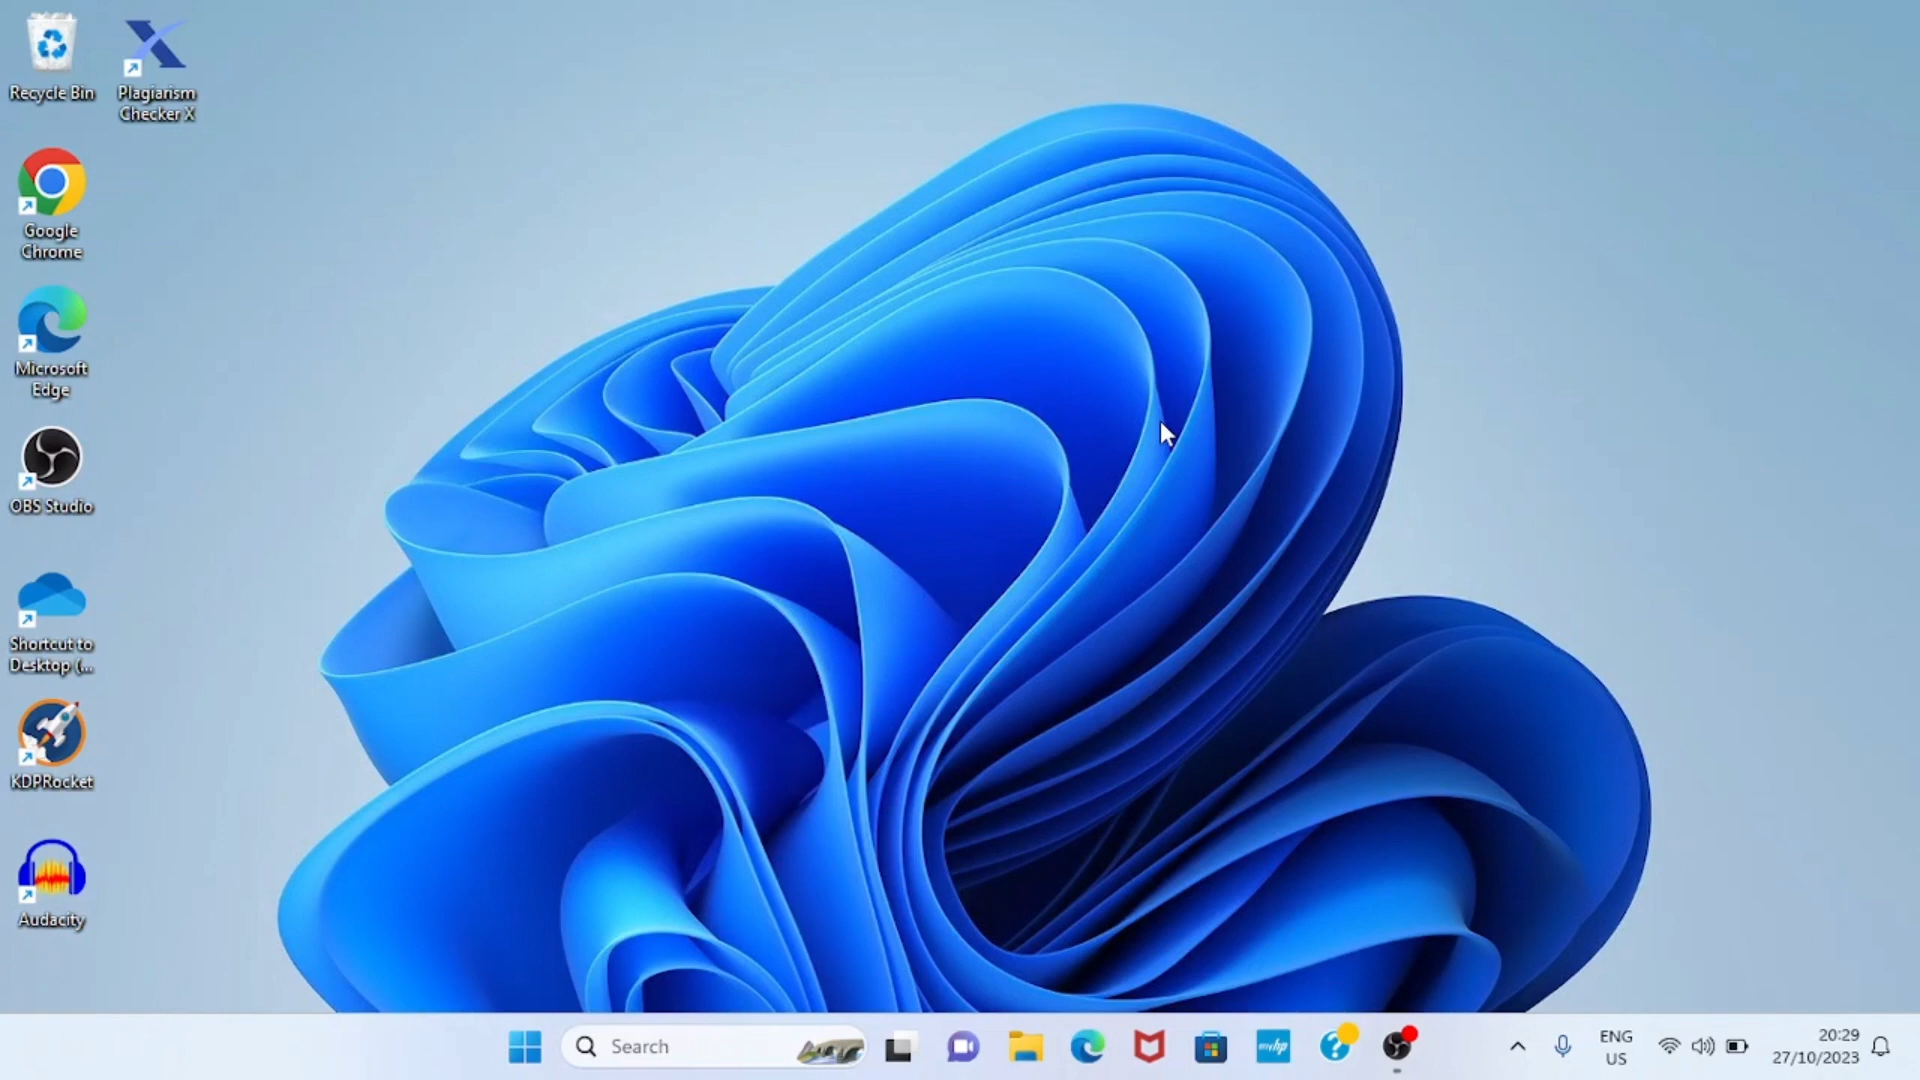 Recycle Bin
Plagiarism
Checker X
Google
Chrome
Microsoft
Edge
OBS Studio
Shortcut to
Desktop (...
KDPRocket
Audacity
Search
myhp
ENG
US
20:29
27/10/2023